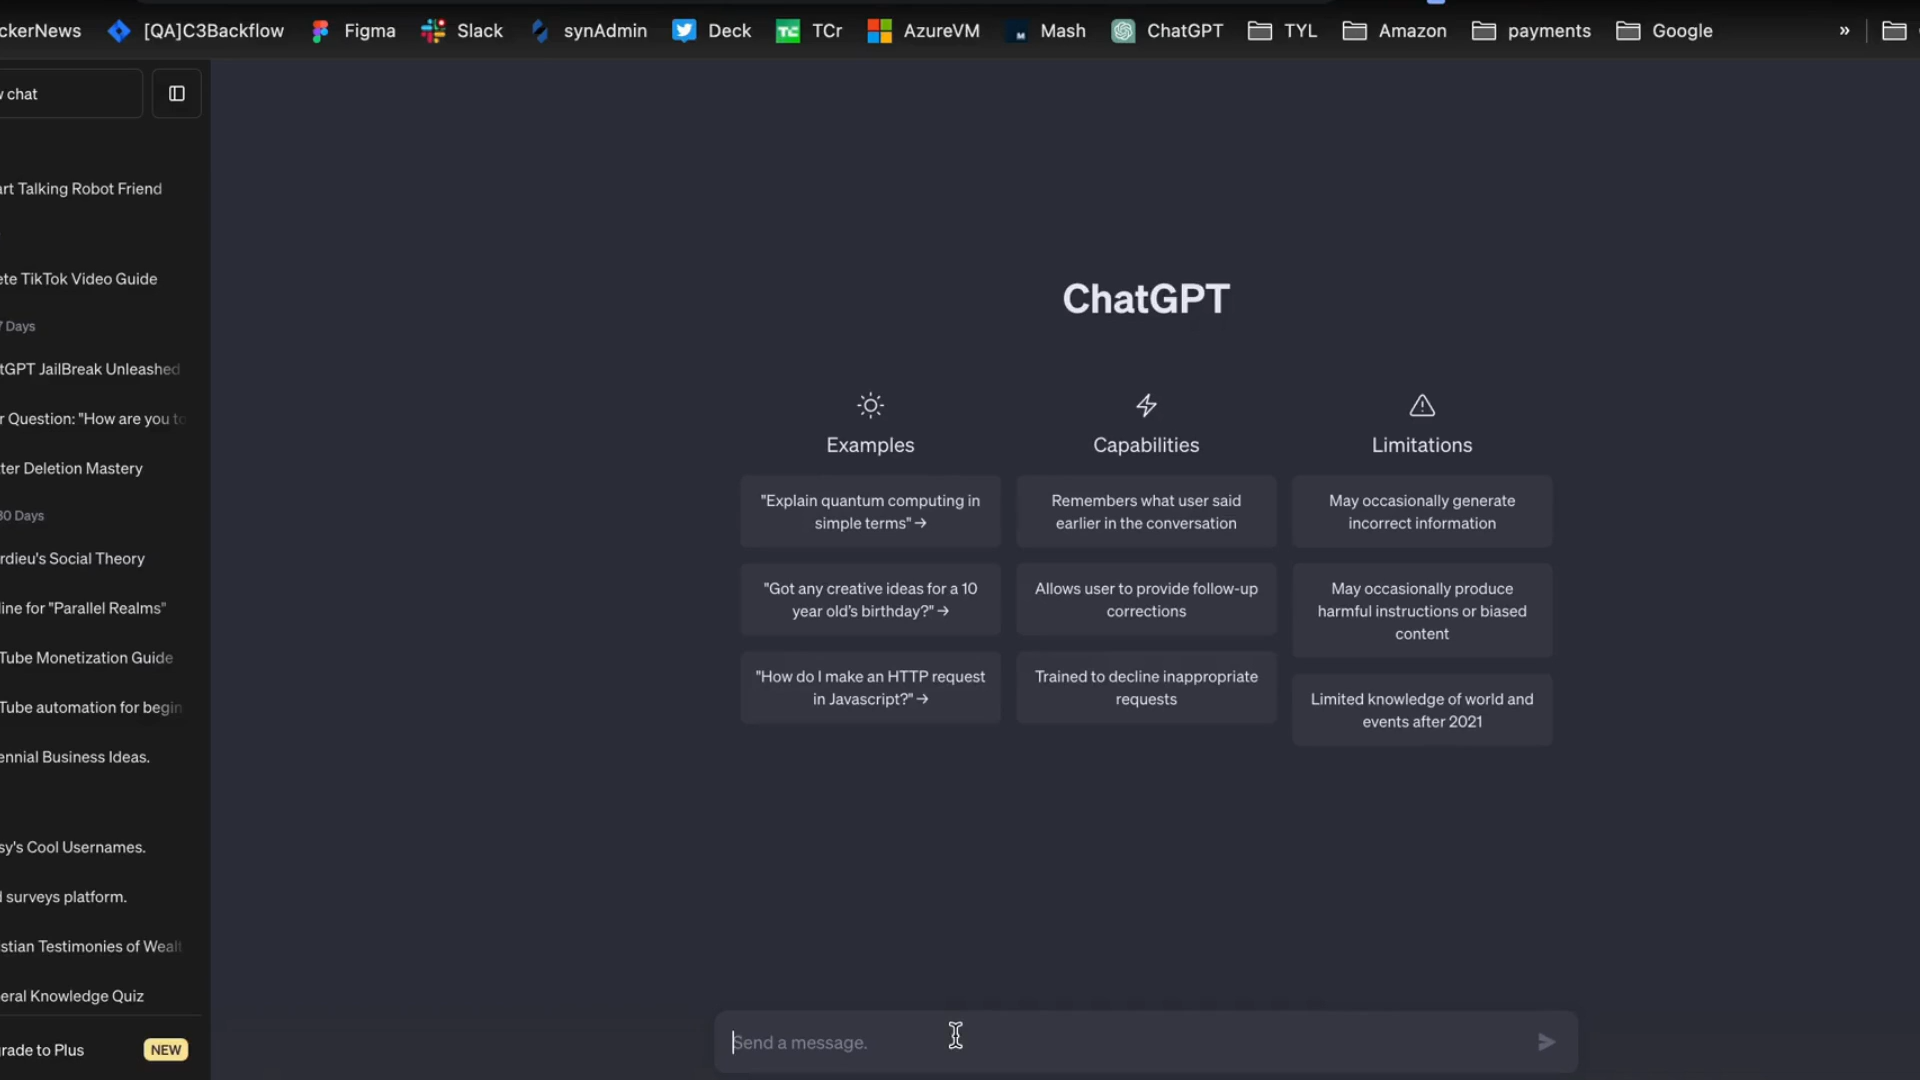 ckerNews [QA]C3Backflow Figma Slack synAdmin Deck TCr AzureVM Mash ChatGPT TYL Amazon payments Google »
chat
art Talking Robot Friend
ete TikTok Video Guide
7 Days
tGPT JailBreak Unleashed
r Question: "How are you to
ter Deletion Mastery
30 Days
rdieu's Social Theory
line for "Parallel Realms"
Tube Monetization Guide
Tube automation for begin
ennial Business Ideas.
sy's Cool Usernames.
surveys platform.
stian Testimonies of Wealt
eral Knowledge Quiz
grade to Plus NEW
ChatGPT
Examples
"Explain quantum computing in
simple terms" →
"Got any creative ideas for a 10
year old's birthday?" →
"How do I make an HTTP request
in Javascript?" →
Capabilities
Remembers what user said
earlier in the conversation
Allows user to provide follow-up
corrections
Trained to decline inappropriate
requests
Limitations
May occasionally generate
incorrect information
May occasionally produce
harmful instructions or biased
content
Limited knowledge of world and
events after 2021
Send a message.